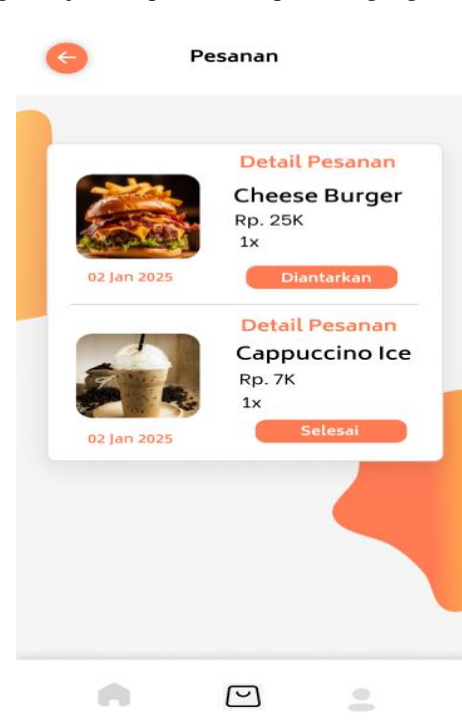 Pesanan
Detail Pesanan
Cheese Burger
Rp. 25K
1x
02 Jan 2025
Diantarkan
Detail Pesanan
Cappuccino Ice
Rp. 7K
1x
02 Jan 2025
Selesai